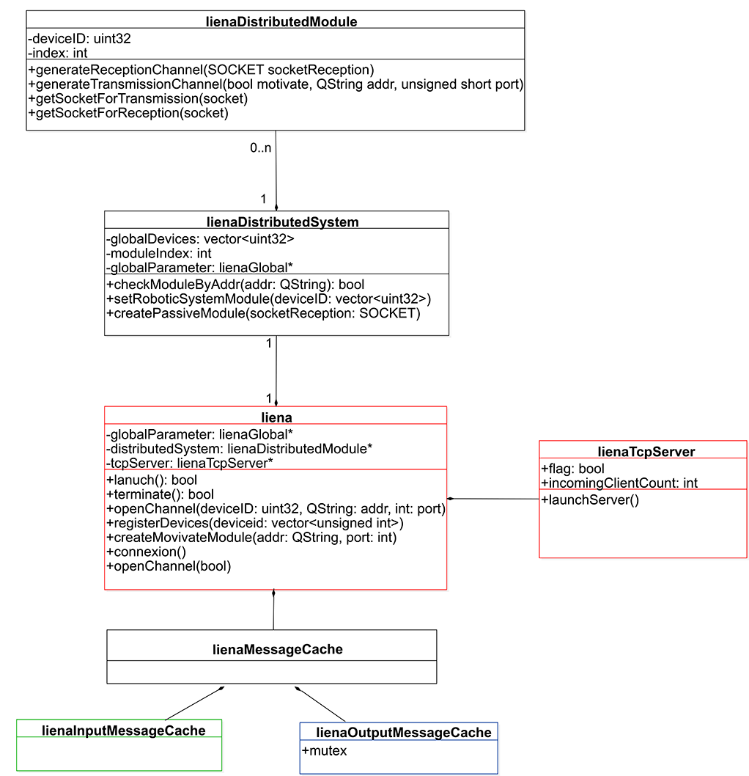 lienaDistributedModule
-deviceID: uint32
-index: int
+generateReceptionChannel(SOCKET socketReception)
+generateTransmissionChannel(bool motivate, QString addr, unsigned short port)
+getSocketForTransmission(socket)
+getSocketForReception(socket)
0..n
1
lienaDistributedSystem
-globalDevices: vector<uint32>
-moduleIndex: int
-globalParameter: lienaGlobal*
+checkModuleByAddr(addr: QString): bool
+setRoboticSystemModule(deviceID: vector<uint32>)
+createPassiveModule(socketReception: SOCKET)
1
1
liena
-globalParameter: lienaGlobal*
-distributedSystem: lienaDistributedModule*
-tcpServer: lienaTcpServer*
+lanuch(): bool
+terminate(): bool
+openChannel(deviceID: uint32, QString: addr, int: port)
+registerDevices(deviceid: vector<unsigned int>)
+createMovivateModule(addr: QString, port: int)
+connexion()
+openChannel(bool)
lienaTcpServer
+flag: bool
+incomingClientCount: int
+launchServer()
lienaMessageCache
lienaInputMessageCache
lienaOutputMessageCache
+mutex